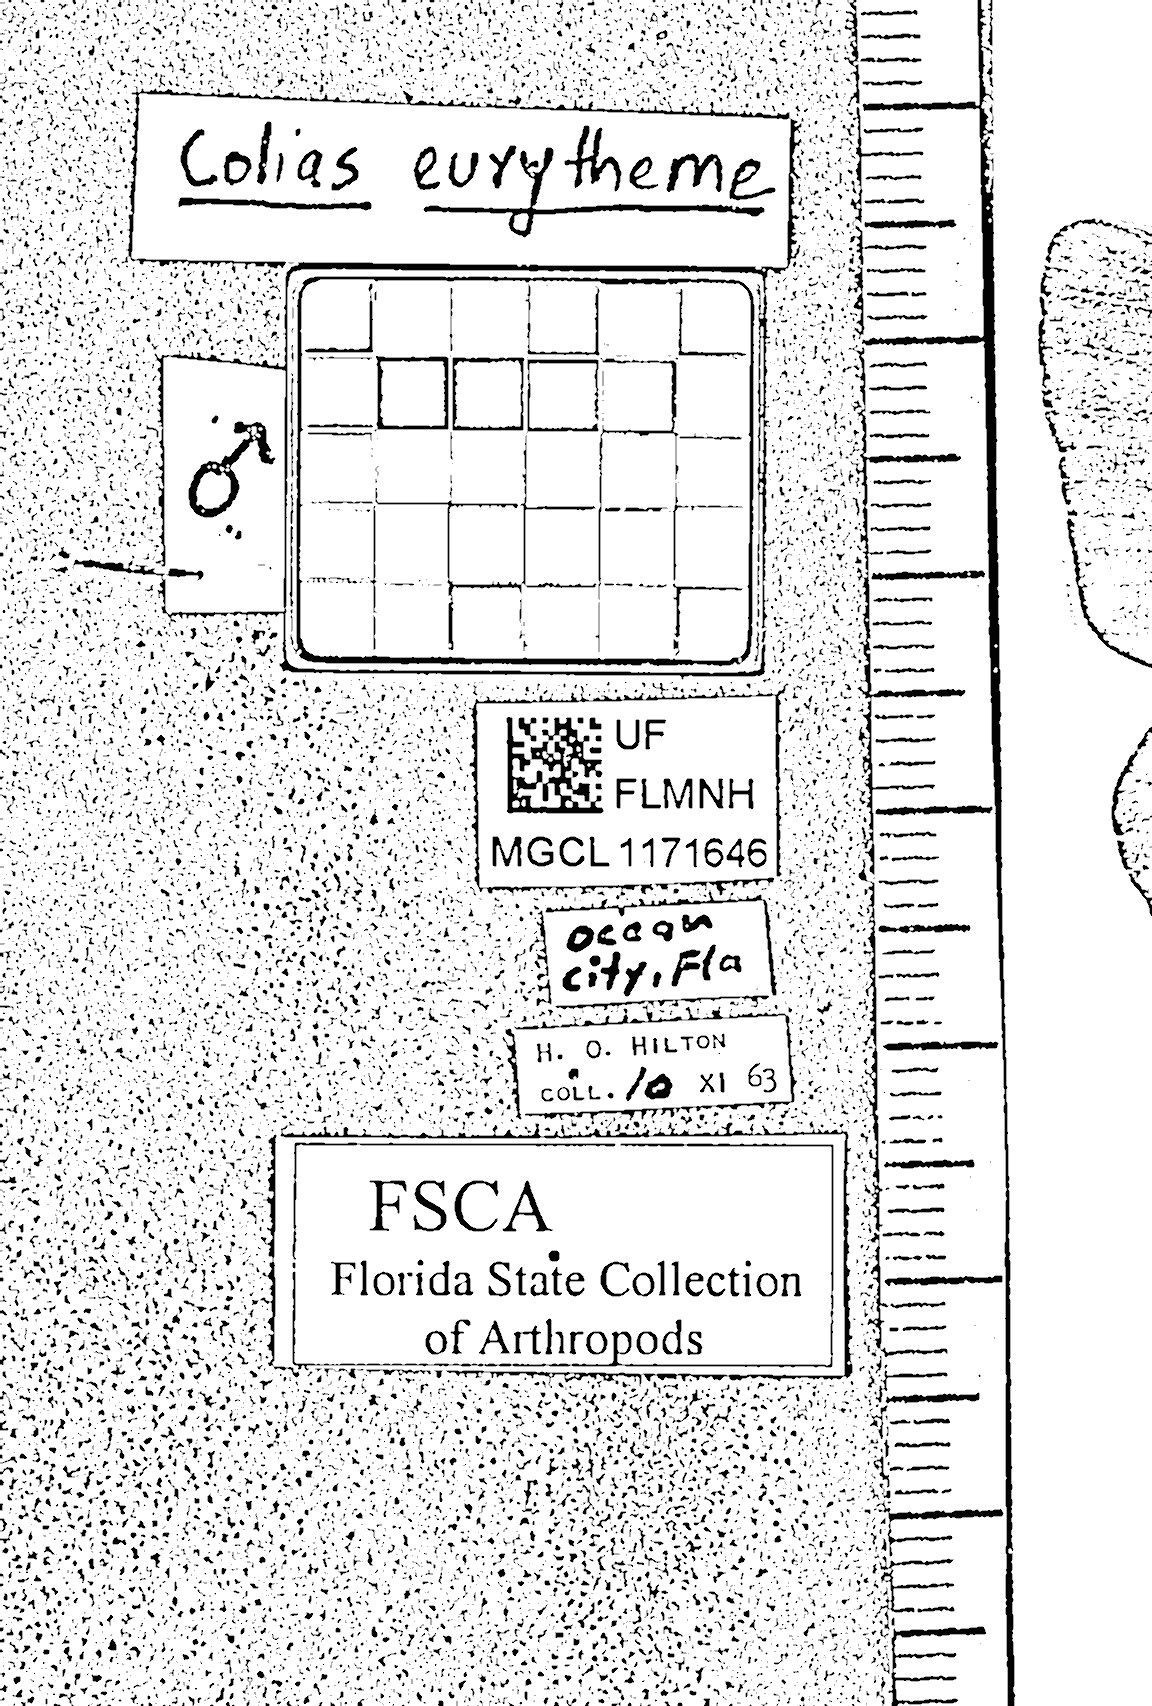 Colias eurytheme
♂
UF
FLMNH
MGCL 1171646
ocean
city, Fla
H. O. HILTON
COLL. 10 XI 63
FSCA
Florida State Collection
of Arthropods